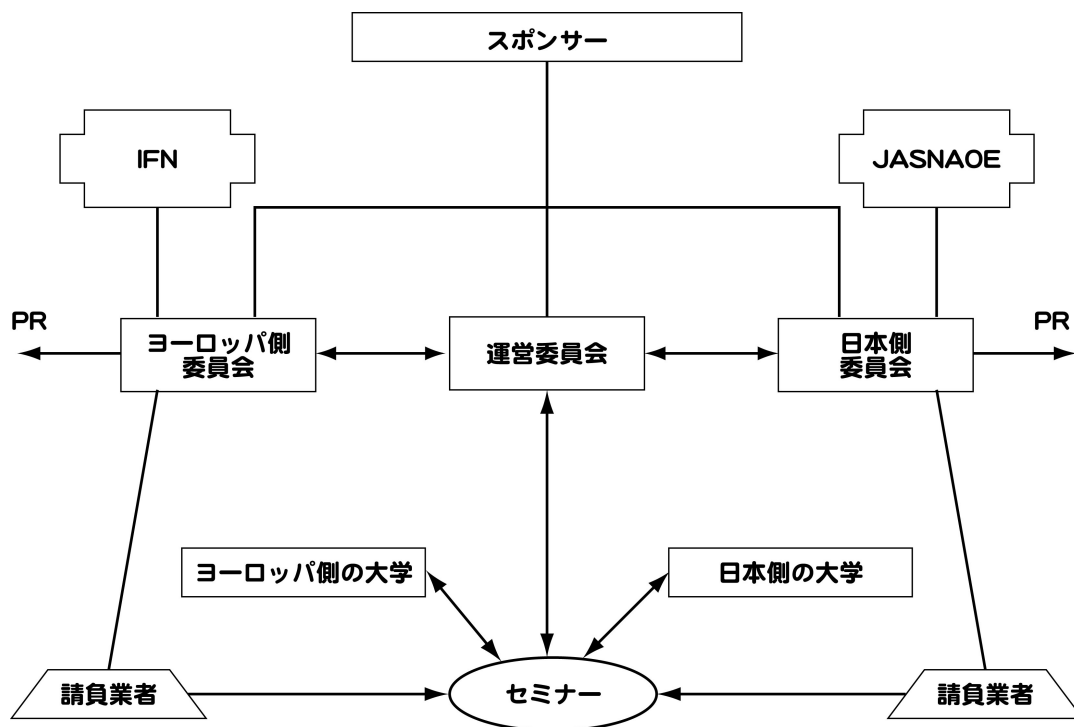 スポンサー
IFN
JASNAOE
PR
PR
ヨーロッパ側
委員会
運営委員会
日本側
委員会
ヨーロッパ側の大学
日本側の大学
請負業者
セミナー
請負業者